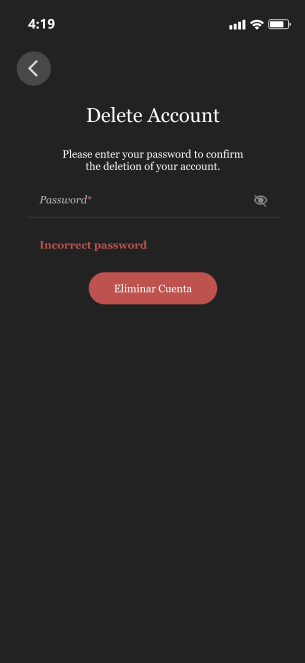 4:19
Delete Account
Please enter your password to confirm
the deletion of your account.
Password*
Incorrect password
Eliminar Cuenta